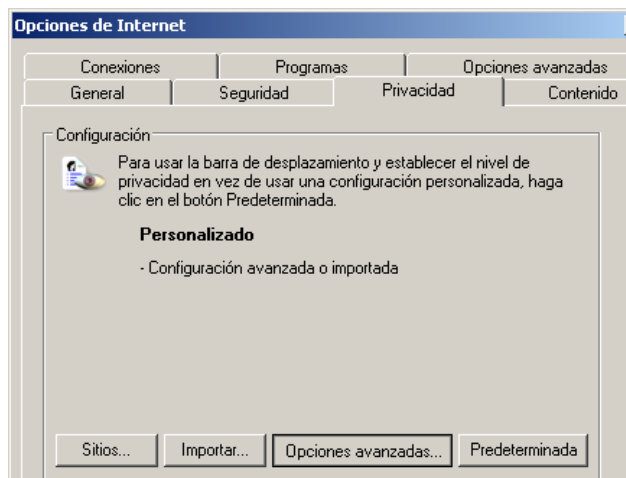 Opciones de Internet
Conexiones Programas Opciones avanzadas
General Seguridad Privacidad Contenido
Configuración
Para usar la barra de desplazamiento y establecer el nivel de
privacidad en vez de usar una configuración personalizada, haga
clic en el botón Predeterminada.
Personalizado
- Configuración avanzada o importada
Sitios... Importar... Opciones avanzadas... Predeterminada